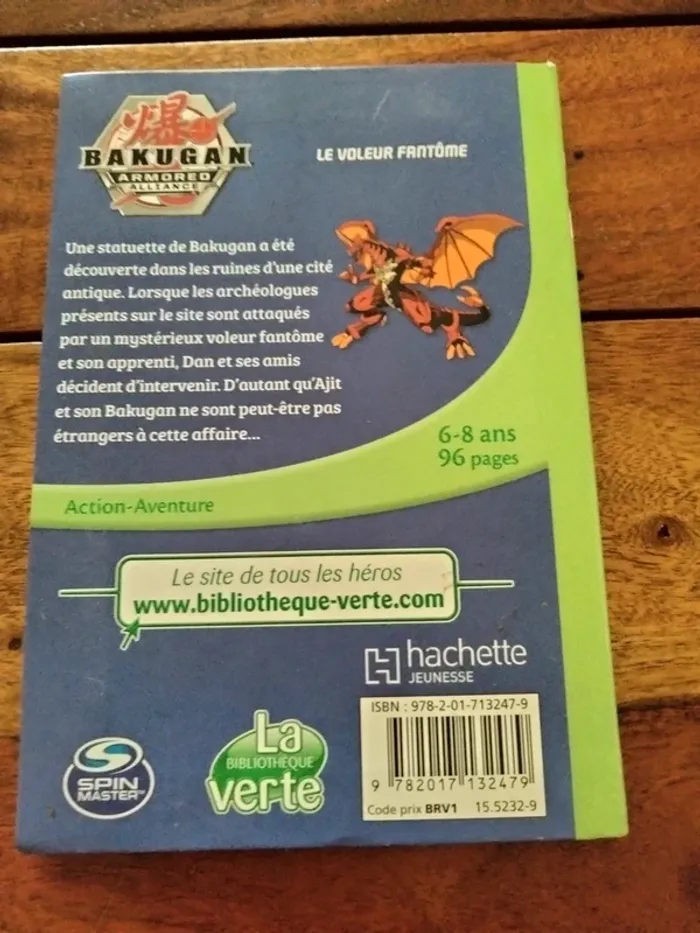 爆
BAKUGAN
ARMORED
ALLIANCE
LE VOLEUR FANTÔME
Une statuette de Bakugan a été
découverte dans les ruines d'une cité
antique. Lorsque les archéologues
présents sur le site sont attaqués
par un mystérieux voleur fantôme
et son apprenti, Dan et ses amis
décident d'intervenir. D'autant qu'Ajit
et son Bakugan ne sont peut-être pas
étrangers à cette affaire...
6-8 ans
96 pages
Action-Aventure
Le site de tous les héros
www.bibliotheque-verte.com
hachette
JEUNESSE
ISBN : 978-2-01-713247-9
9 782017 132479
Code prix BRV1 15.5232-9
SPIN
MASTER™
La
BIBLIOTHÈQUE
verte